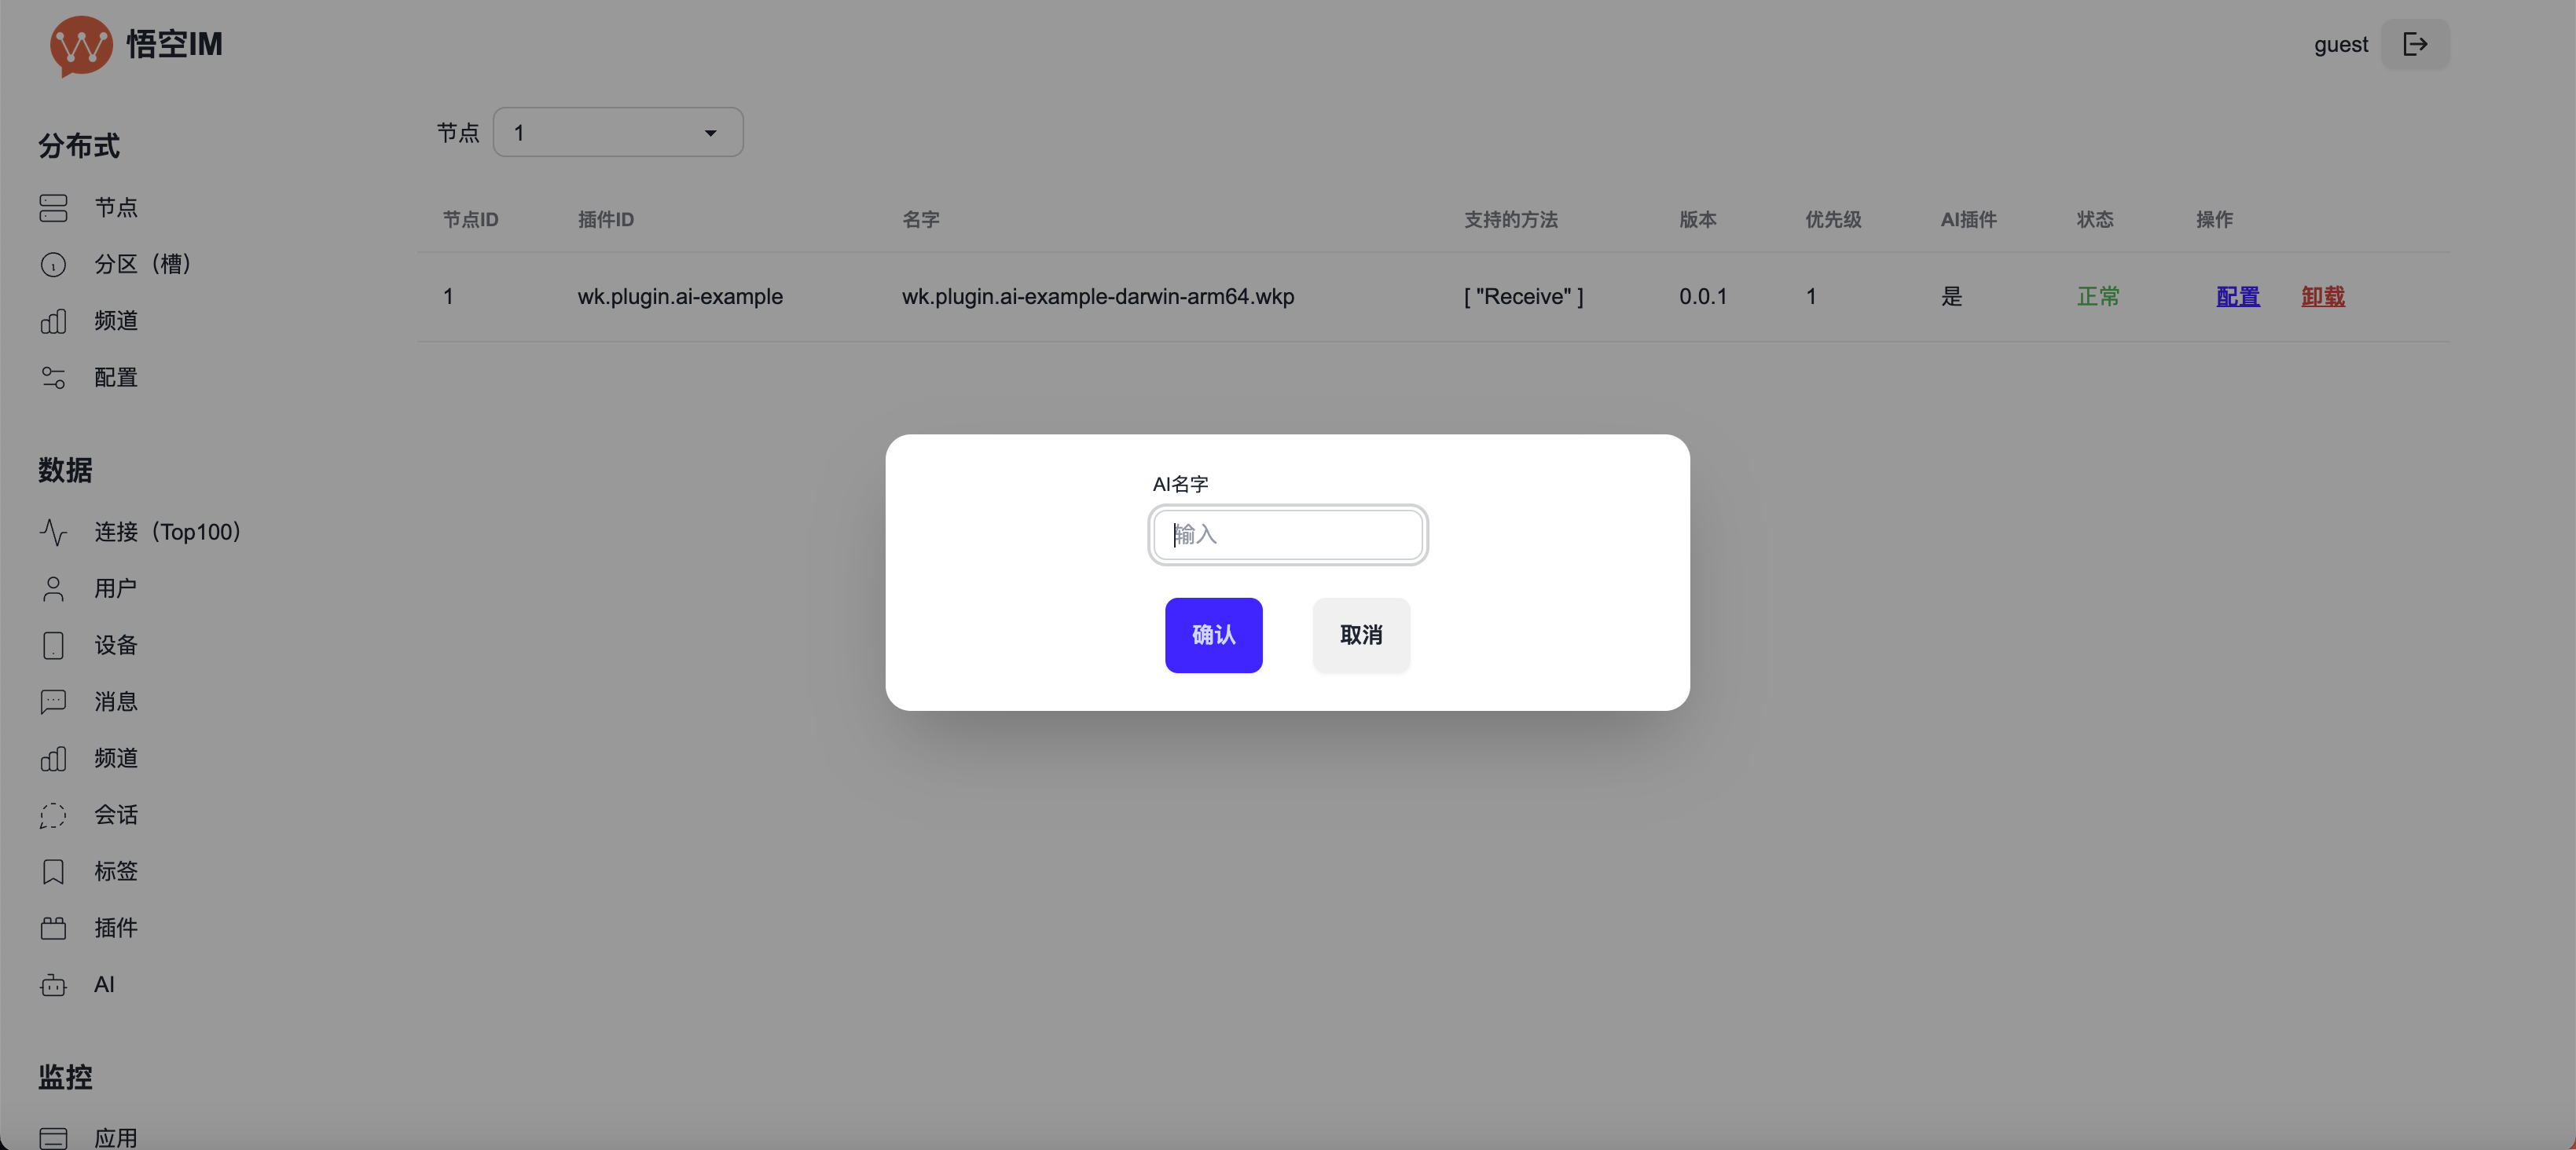 悟空IM
guest
分布式
节点
分区（槽）
频道
配置
数据
连接（Top100）
用户
设备
消息
频道
会话
标签
插件
AI
监控
应用
节点 1
节点ID 插件ID 名字 支持的方法 版本 优先级 AI插件 状态 操作
1 wk.plugin.ai-example wk.plugin.ai-example-darwin-arm64.wkp [ "Receive" ] 0.0.1 1 是 正常 配置 卸载
AI名字
输入
确认 取消